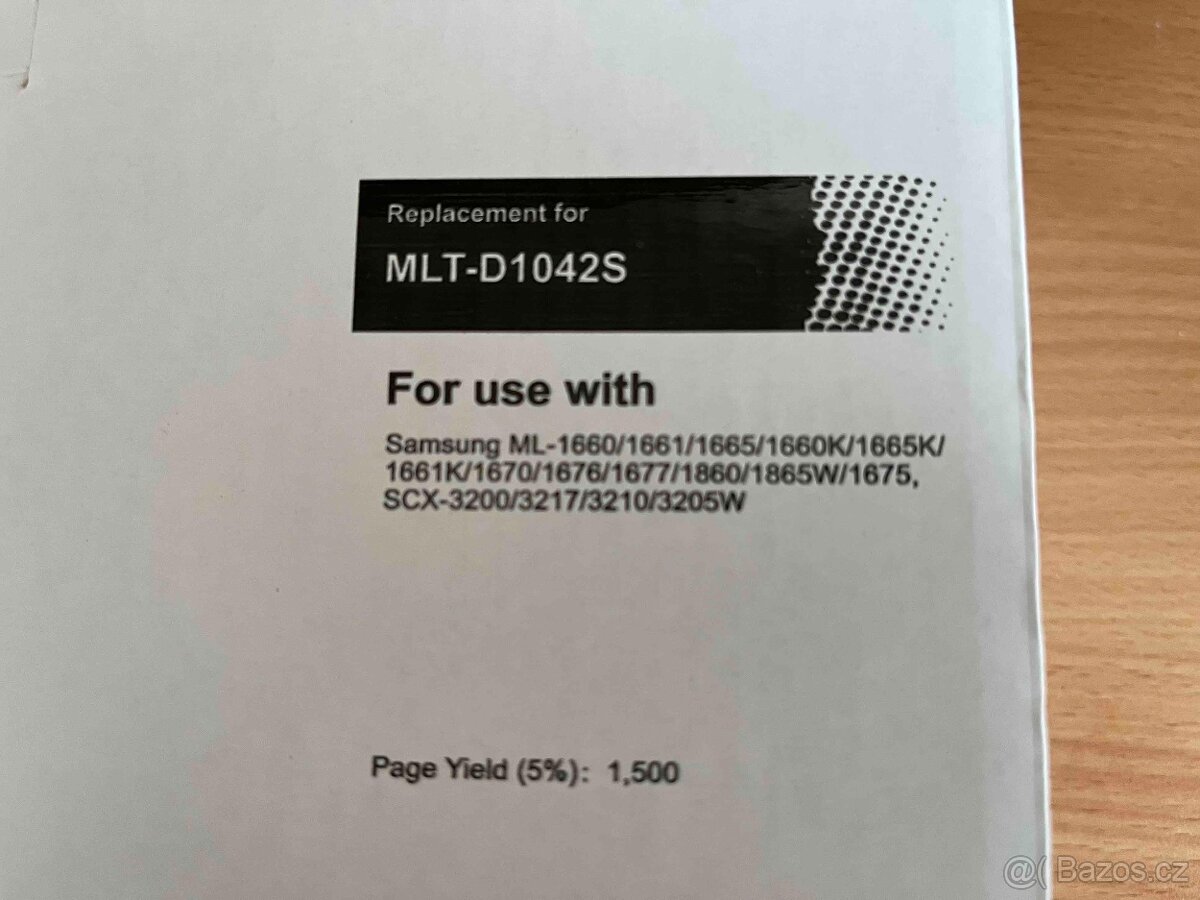 Replacement for
MLT-D1042S
For use with
Samsung ML-1660/1661/1665/1660K/1665K/
1661K/1670/1676/1677/1860/1865W/1675,
SCX-3200/3217/3210/3205W
Page Yield (5%): 1,500
@( Bazos.cz